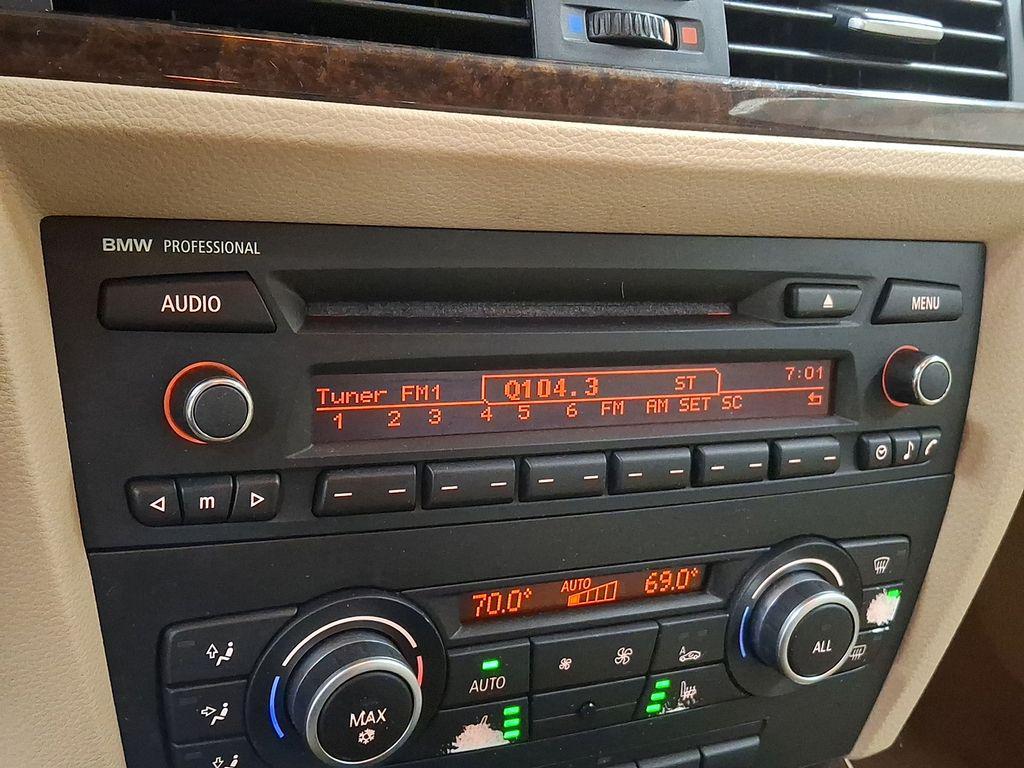 BMW PROFESSIONAL
AUDIO
MENU
Tuner FM1 Q104.3 ST 7:01
1 2 3 4 5 6 FM AM SET SC
m
70.0° AUTO 69.0°
AUTO
A
MAX
ALL